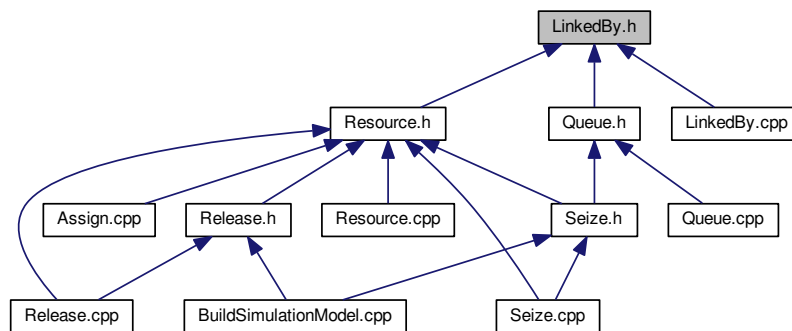 LinkedBy.h
Resource.h
Queue.h
LinkedBy.cpp
Assign.cpp
Release.h
Resource.cpp
Seize.h
Queue.cpp
Release.cpp
BuildSimulationModel.cpp
Seize.cpp